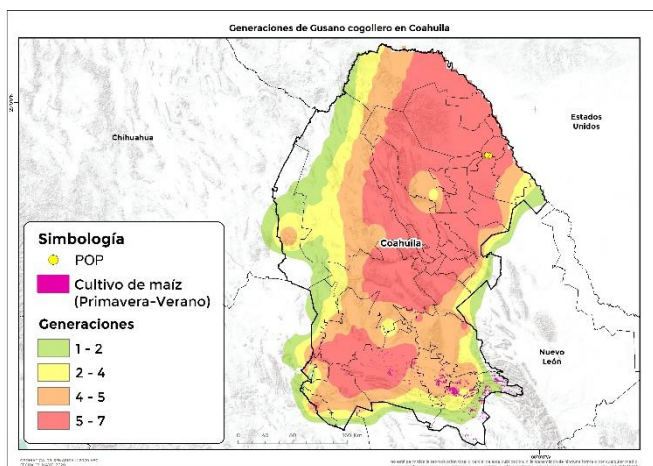 Generaciones de Gusano cogollero en Coahuila
Estados
Unidos
Chihuahua
Coahuila
Nuevo
León
Simbología
POP
Cultivo de maíz
(Primavera-Verano)
Generaciones
1 - 2
2 - 4
4 - 5
5 - 7